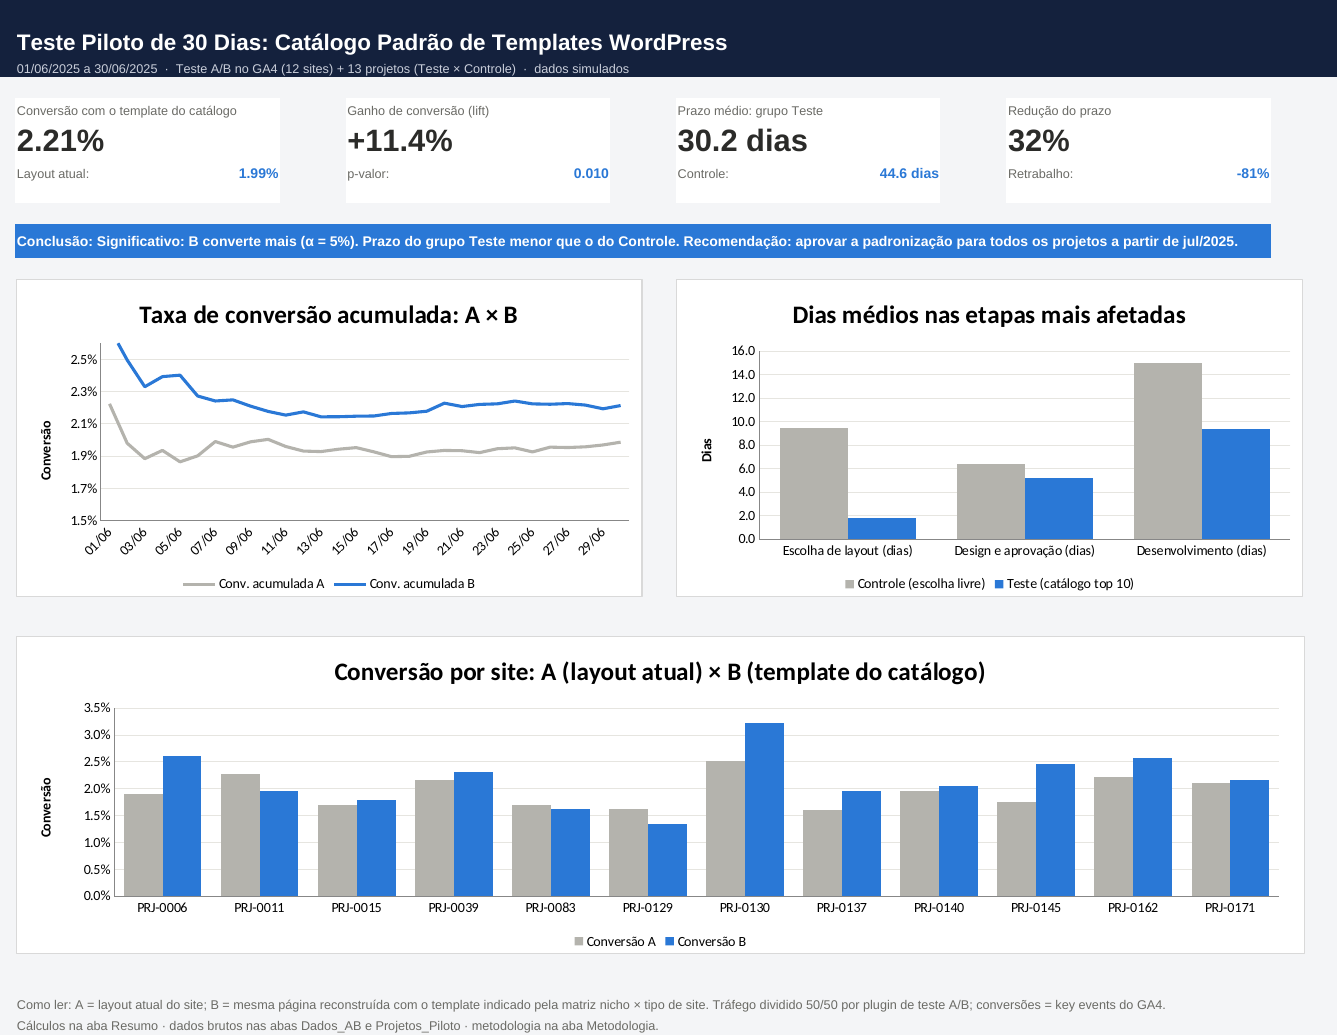 Teste Piloto de 30 Dias: Catálogo Padrão de Templates WordPress
01/06/2025 a 30/06/2025 · Teste A/B no GA4 (12 sites) + 13 projetos (Teste × Controle) · dados simulados
Conversão com o template do catálogo
2.21%
Layout atual: 1.99%
Ganho de conversão (lift)
+11.4%
p-valor: 0.010
Prazo médio: grupo Teste
30.2 dias
Controle: 44.6 dias
Redução do prazo
32%
Retrabalho: -81%
Conclusão: Significativo: B converte mais (α = 5%). Prazo do grupo Teste menor que o do Controle. Recomendação: aprovar a padronização para todos os projetos a partir de jul/2025.
Taxa de conversão acumulada: A × B
Conversão
2.5%
2.3%
2.1%
1.9%
1.7%
1.5%
01/06 03/06 05/06 07/06 09/06 11/06 13/06 15/06 17/06 19/06 21/06 23/06 25/06 27/06 29/06
Conv. acumulada A Conv. acumulada B
Dias médios nas etapas mais afetadas
Dias
16.0
14.0
12.0
10.0
8.0
6.0
4.0
2.0
0.0
Escolha de layout (dias) Design e aprovação (dias) Desenvolvimento (dias)
Controle (escolha livre) Teste (catálogo top 10)
Conversão por site: A (layout atual) × B (template do catálogo)
Conversão
3.5%
3.0%
2.5%
2.0%
1.5%
1.0%
0.5%
0.0%
PRJ-0006 PRJ-0011 PRJ-0015 PRJ-0039 PRJ-0083 PRJ-0129 PRJ-0130 PRJ-0137 PRJ-0140 PRJ-0145 PRJ-0162 PRJ-0171
Conversão A Conversão B
Como ler: A = layout atual do site; B = mesma página reconstruída com o template indicado pela matriz nicho × tipo de site. Tráfego dividido 50/50 por plugin de teste A/B; conversões = key events do GA4.
Cálculos na aba Resumo · dados brutos nas abas Dados_AB e Projetos_Piloto · metodologia na aba Metodologia.